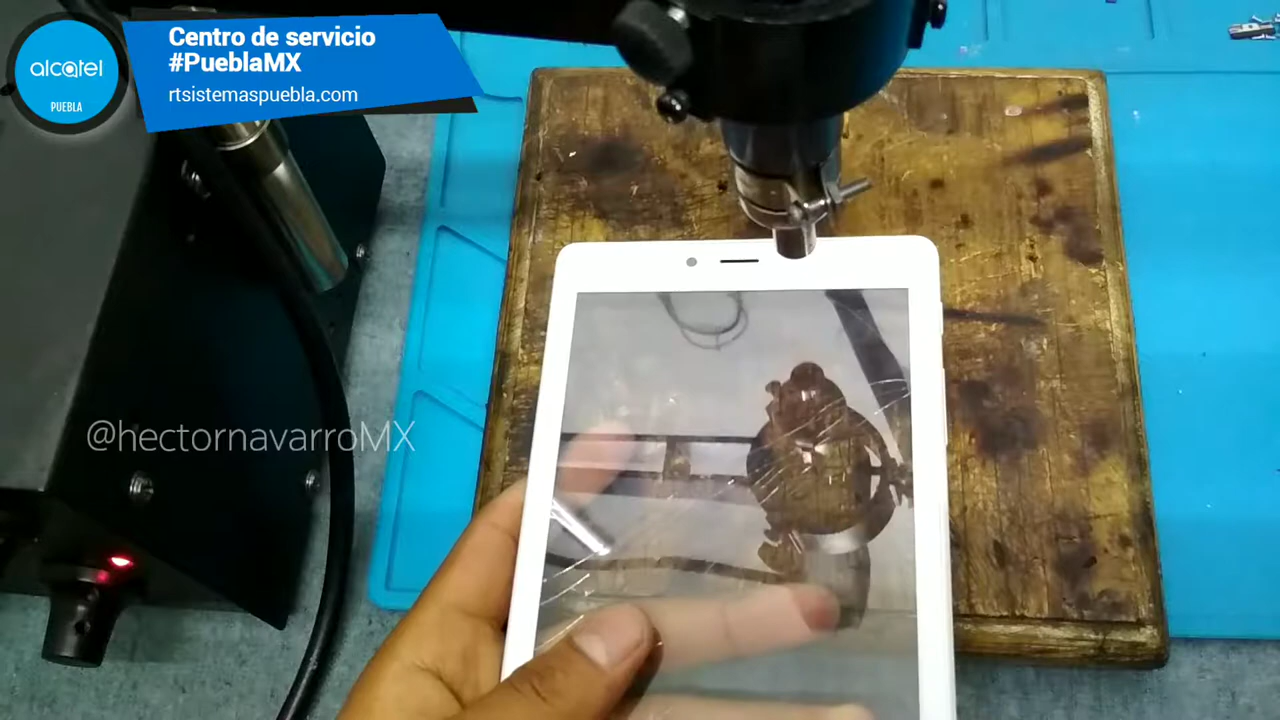 alcatel
PUEBLA
Centro de servicio
#PueblaMX
rtsistemaspuebla.com
@hectornavarroMX